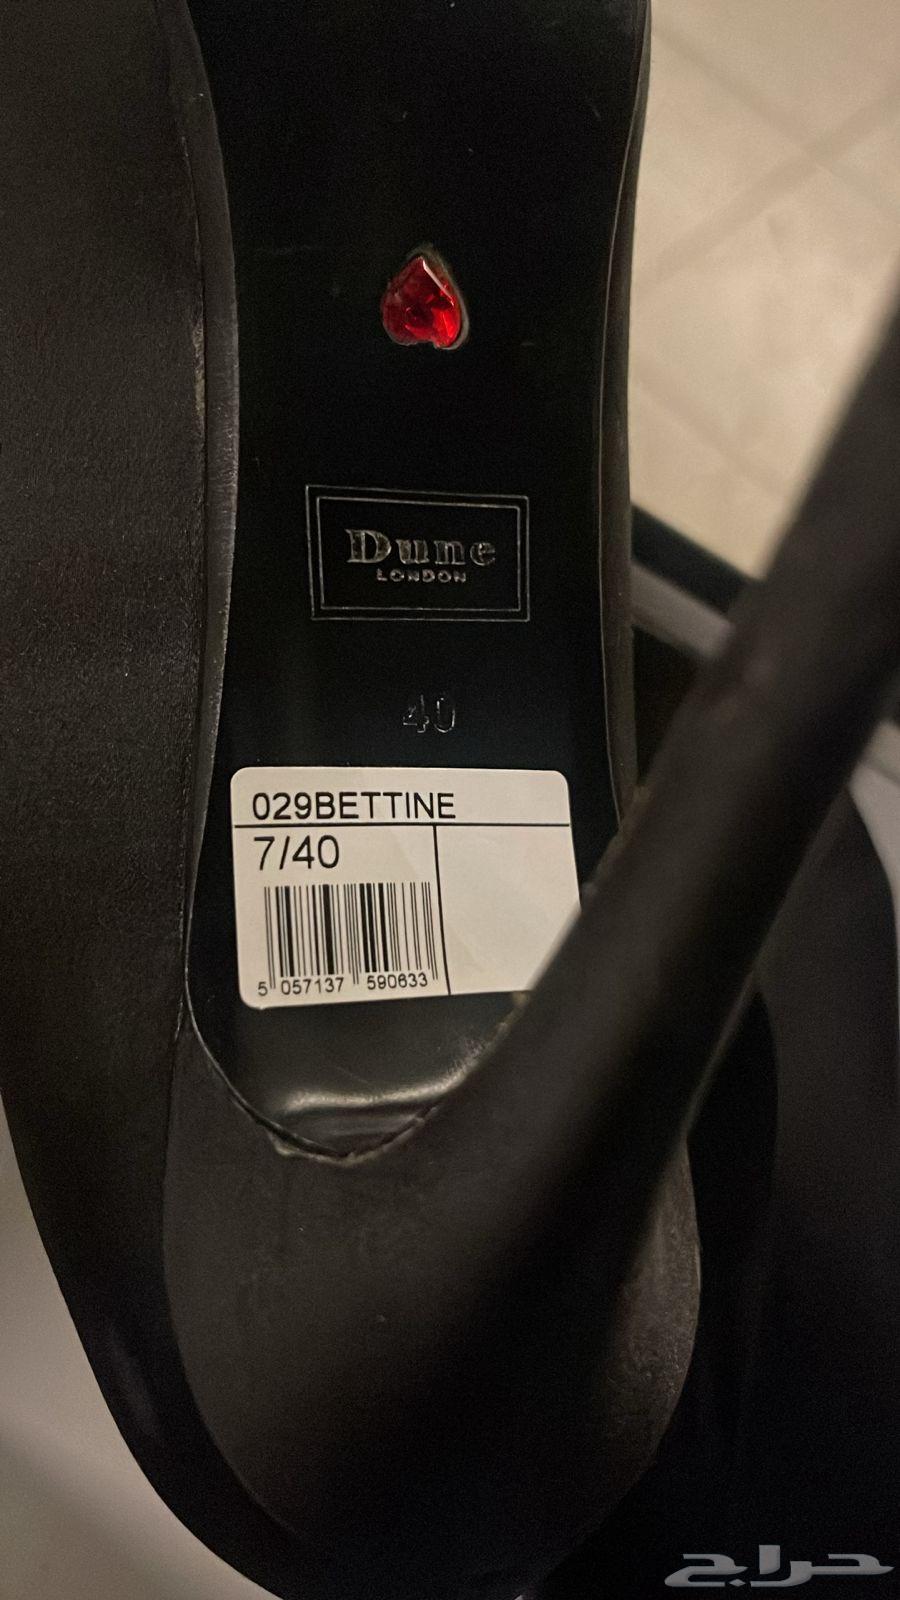 Dune
LONDON
40
029BETTINE
7/40
5 057137 590633
حراج